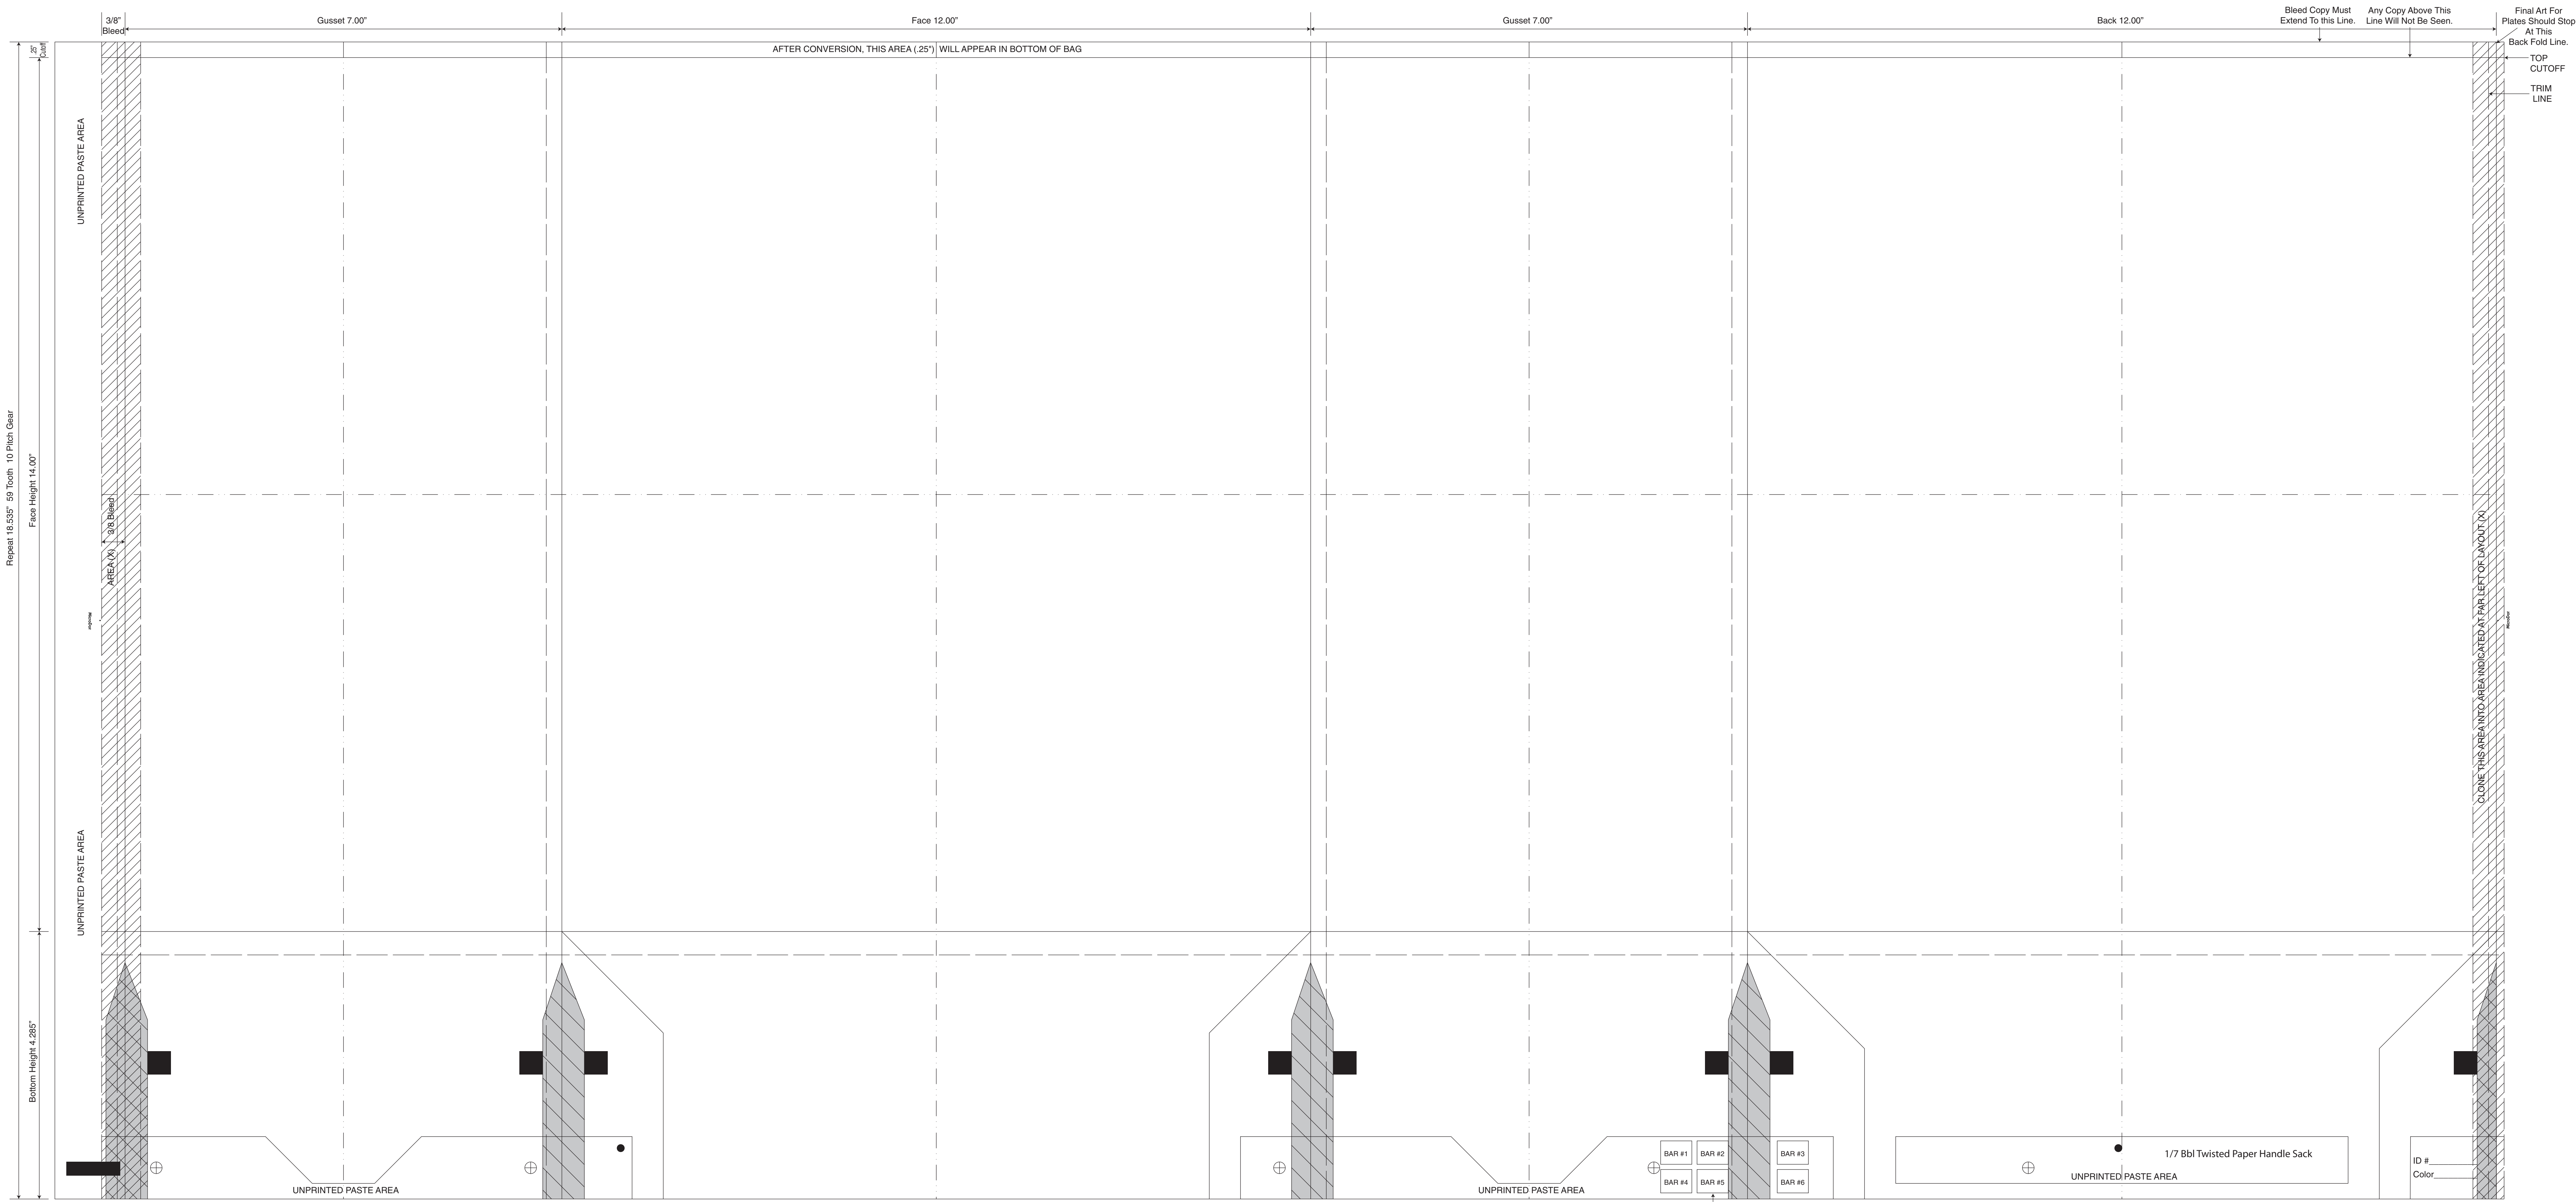 3/8"
Bleed
Gusset 7.00"
Face 12.00"
Gusset 7.00"
Back 12.00"
Bleed Copy Must
Extend To this Line.
Any Copy Above This
Line Will Not Be Seen.
Final Art For
Plates Should Stop
At This
Back Fold Line.
TOP
CUTOFF
TRIM
LINE
.25"
Cutoff
AFTER CONVERSION, THIS AREA (.25") WILL APPEAR IN BOTTOM OF BAG
UNPRINTED PASTE AREA
Repeat 18.535" 59 Tooth 10 Pitch Gear
Face Height 14.00"
AREA (X) 3/8 Bleed
Microdot
CLONE THIS AREA INTO AREA INDICATED AT FAR LEFT OF LAYOUT (X)
Microdot
UNPRINTED PASTE AREA
Bottom Height 4.285"
UNPRINTED PASTE AREA
BAR #1
BAR #2
BAR #3
BAR #4
BAR #5
BAR #6
UNPRINTED PASTE AREA
1/7 Bbl Twisted Paper Handle Sack
UNPRINTED PASTE AREA
ID #
Color